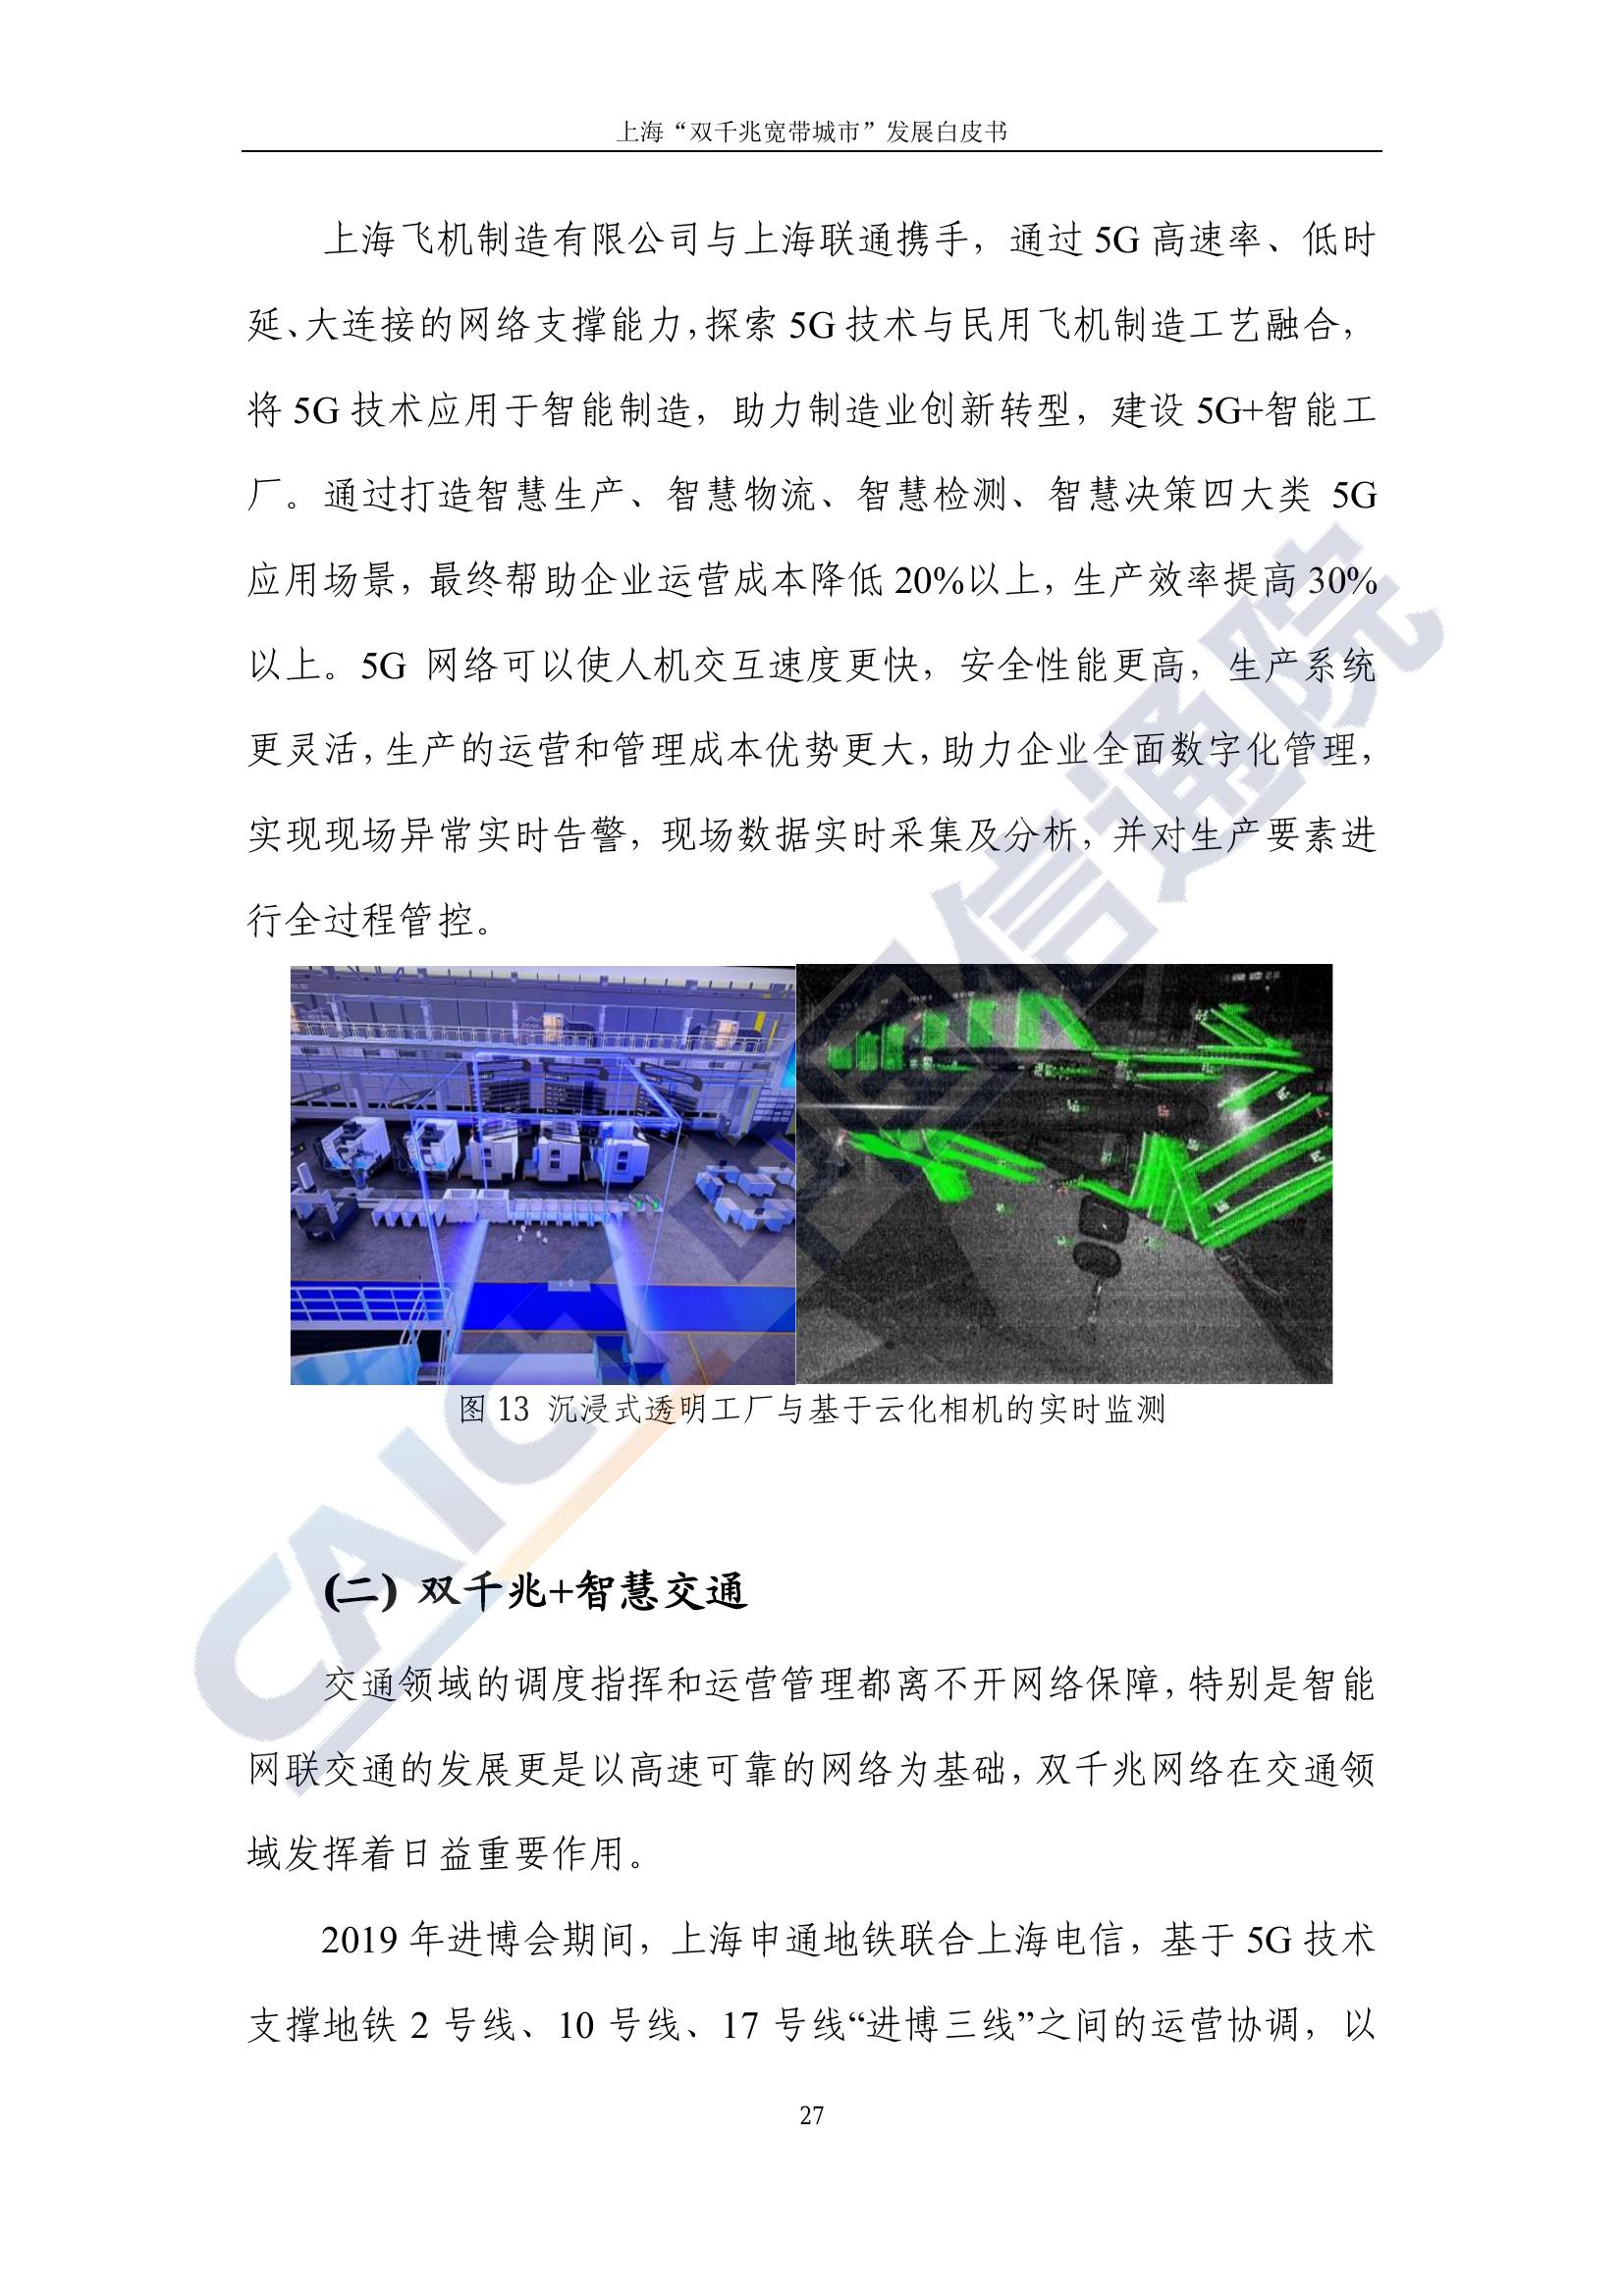 上海“双千兆宽带城市”发展白皮书
上海飞机制造有限公司与上海联通携手，通过 5G 高速率、低时
延、大连接的网络支撑能力，探索 5G 技术与民用飞机制造工艺融合，
将 5G 技术应用于智能制造，助力制造业创新转型，建设 5G+智能工
厂。通过打造智慧生产、智慧物流、智慧检测、智慧决策四大类 5G
应用场景，最终帮助企业运营成本降低 20%以上，生产效率提高 30%
以上。5G 网络可以使人机交互速度更快，安全性能更高，生产系统
更灵活，生产的运营和管理成本优势更大，助力企业全面数字化管理，
实现现场异常实时告警，现场数据实时采集及分析，并对生产要素进
行全过程管控。
图 13 沉浸式透明工厂与基于云化相机的实时监测
(二) 双千兆+智慧交通
交通领域的调度指挥和运营管理都离不开网络保障，特别是智能
网联交通的发展更是以高速可靠的网络为基础，双千兆网络在交通领
域发挥着日益重要作用。
2019 年进博会期间，上海申通地铁联合上海电信，基于 5G 技术
支撑地铁 2 号线、10 号线、17 号线“进博三线”之间的运营协调，以
27
CAICT 中国信通院